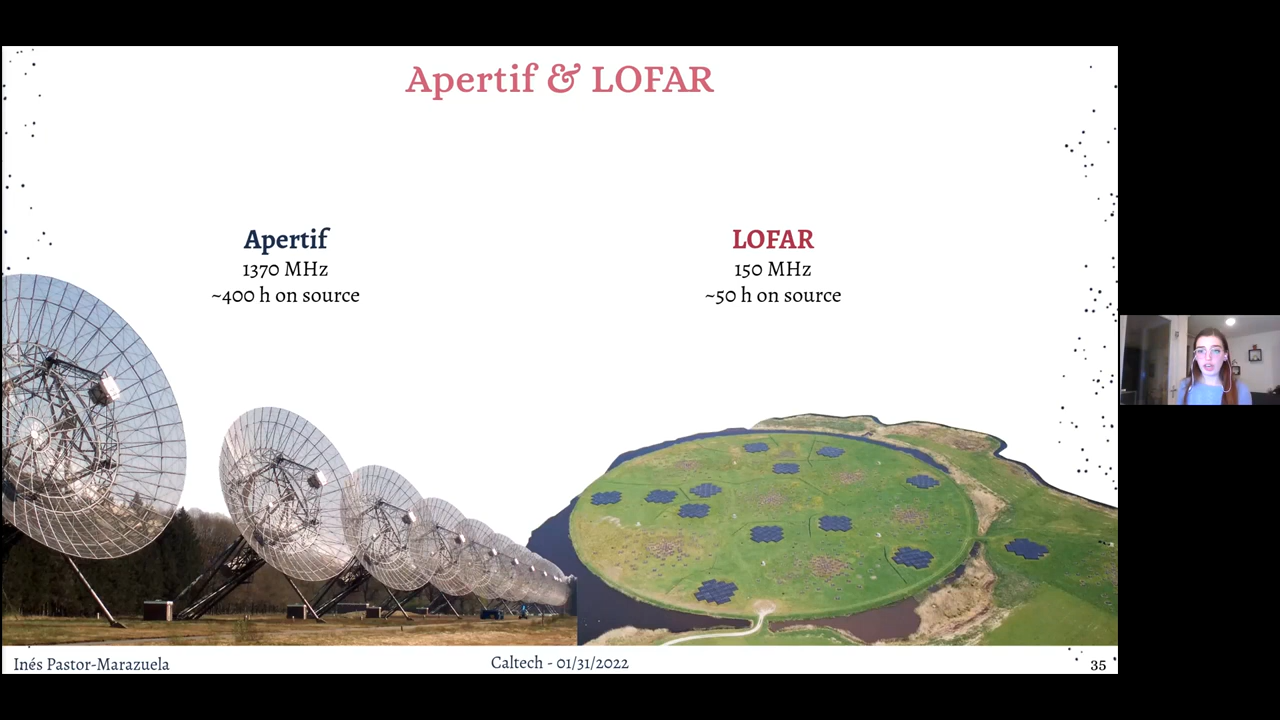 Apertif & LOFAR
Apertif
1370 MHz
~400 h on source
LOFAR
150 MHz
~50 h on source
Inés Pastor-Marazuela
Caltech - 01/31/2022
35